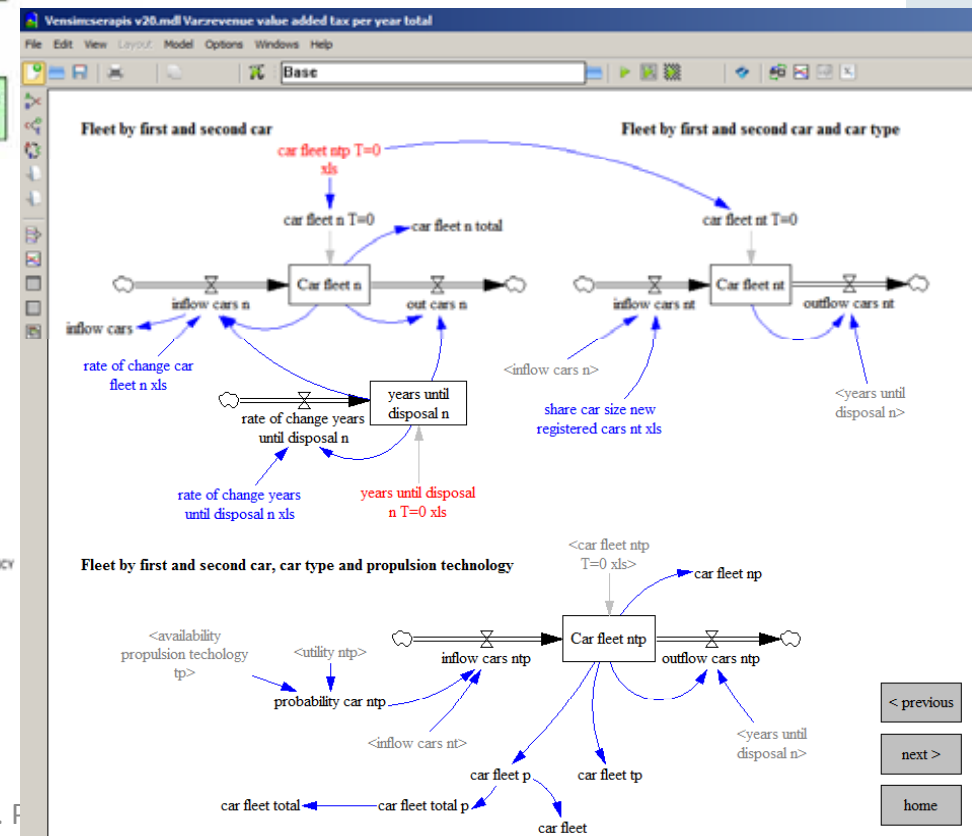 Vensim:serapis v20.mdl Var:revenue value added tax per year total
File Edit View Layout Model Options Windows Help
Base
Fleet by first and second car
Fleet by first and second car and car type
car fleet ntp T=0
xls
car fleet n T=0
car fleet n total
car fleet nt T=0
Car fleet n
Car fleet nt
inflow cars n
out cars n
inflow cars nt
outflow cars nt
inflow cars
rate of change car
fleet n xls
<inflow cars n>
years until
disposal n
<years until
disposal n>
rate of change years
until disposal n
share car size new
registered cars nt xls
rate of change years
until disposal n xls
years until disposal
n T=0 xls
<car fleet ntp
T=0 xls>
Fleet by first and second car, car type and propulsion technology
car fleet np
<availability
propulsion techology
tp>
<utility ntp>
Car fleet ntp
inflow cars ntp
outflow cars ntp
probability car ntp
<inflow cars nt>
<years until
disposal n>
< previous
next >
home
car fleet p
car fleet tp
car fleet total
car fleet total p
car fleet